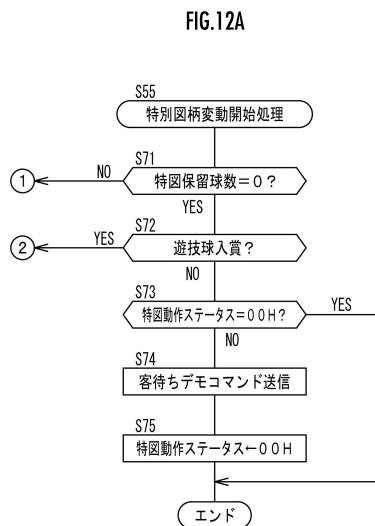 FIG.12A
S55
特別図柄変動開始処理
S71
特図保留球数=0?
NO
①
YES
S72
遊技球入賞?
YES
②
NO
S73
特図動作ステータス=00H?
YES
NO
S74
客待ちデモコマンド送信
S75
特図動作ステータス←00H
エンド